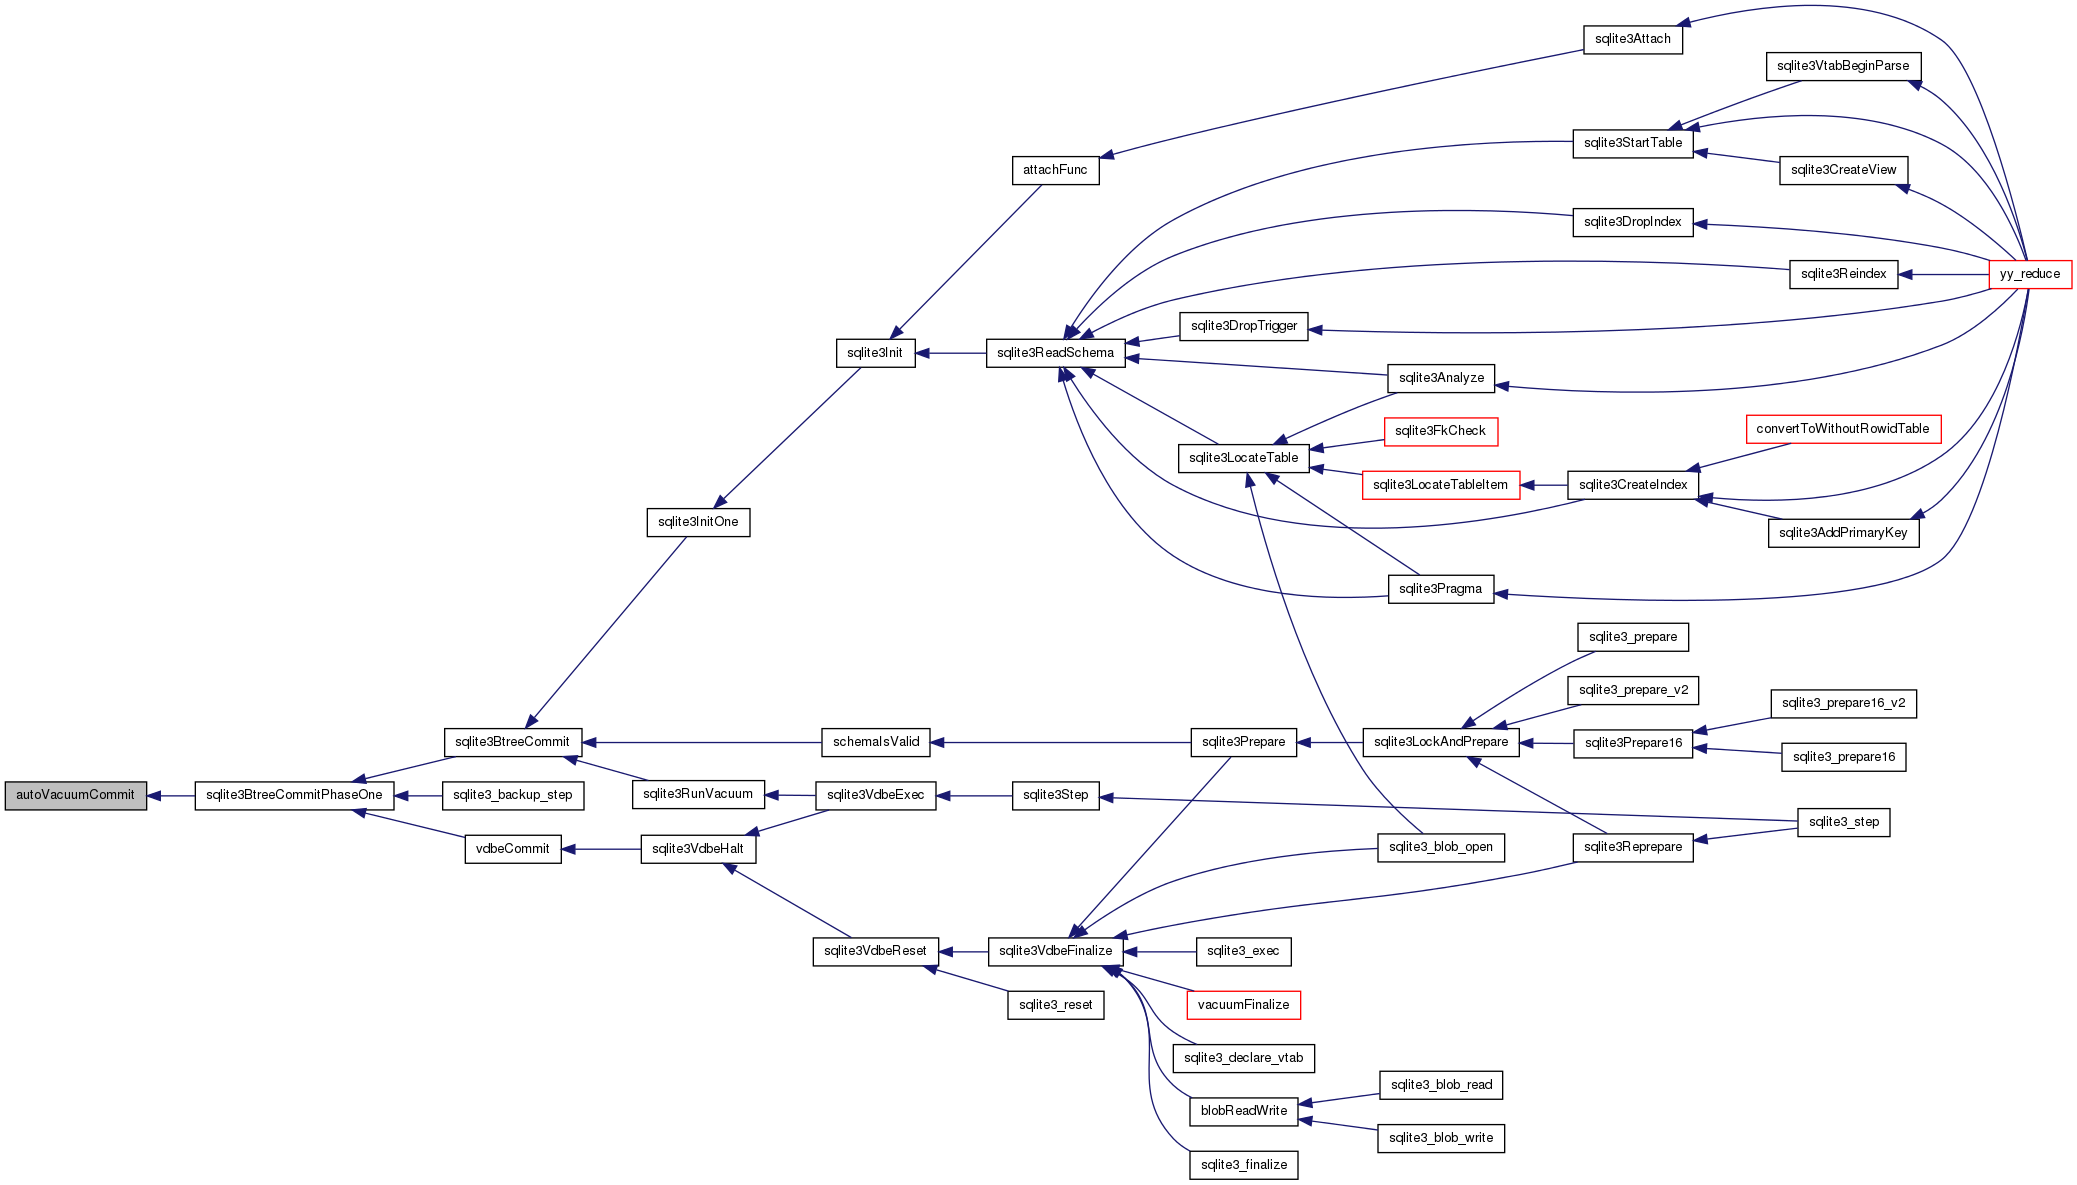 sqlite3Attach
sqlite3VtabBeginParse
sqlite3StartTable
attachFunc
sqlite3CreateView
sqlite3DropIndex
sqlite3Reindex
yy_reduce
sqlite3DropTrigger
sqlite3Init
sqlite3ReadSchema
sqlite3Analyze
sqlite3FkCheck
convertToWithoutRowidTable
sqlite3LocateTable
sqlite3LocateTableItem
sqlite3CreateIndex
sqlite3InitOne
sqlite3AddPrimaryKey
sqlite3Pragma
sqlite3_prepare
sqlite3_prepare_v2
sqlite3_prepare16_v2
sqlite3BtreeCommit
schemaIsValid
sqlite3Prepare
sqlite3LockAndPrepare
sqlite3Prepare16
sqlite3_prepare16
autoVacuumCommit
sqlite3BtreeCommitPhaseOne
sqlite3_backup_step
sqlite3RunVacuum
sqlite3VdbeExec
sqlite3Step
sqlite3_step
vdbeCommit
sqlite3VdbeHalt
sqlite3_blob_open
sqlite3Reprepare
sqlite3VdbeReset
sqlite3VdbeFinalize
sqlite3_exec
sqlite3_reset
vacuumFinalize
sqlite3_declare_vtab
sqlite3_blob_read
blobReadWrite
sqlite3_blob_write
sqlite3_finalize